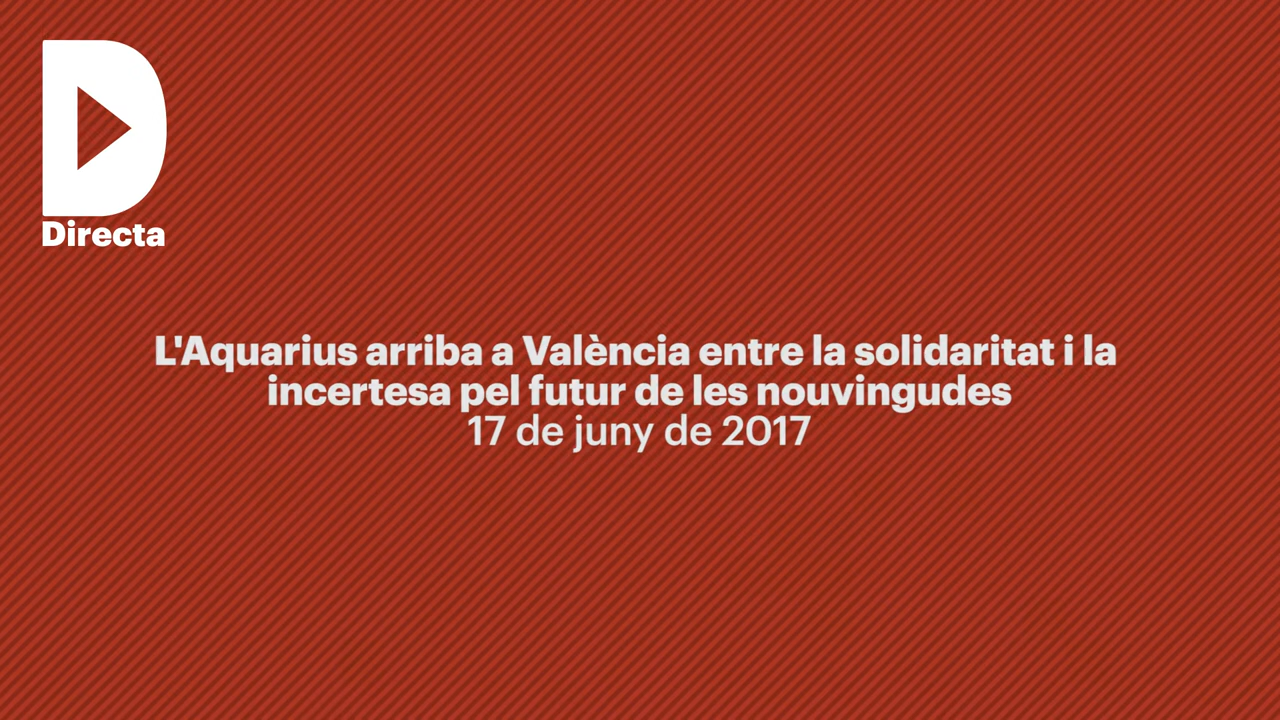 Directa
L'Aquarius arriba a València entre la solidaritat i la
incertesa pel futur de les nouvingudes
17 de juny de 2017